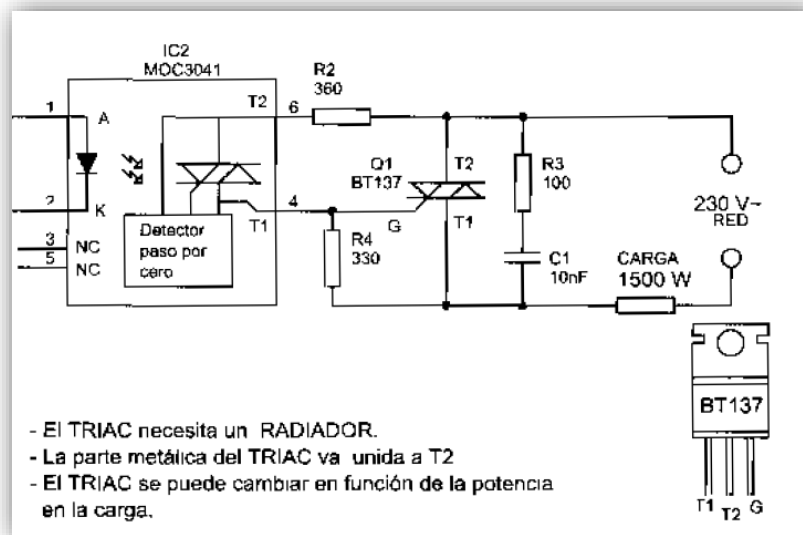 IC2
MOC3041
R2
360
1
A
T2
6
Q1
BT137
T2
R3
100
230 V~
RED
2
K
T1
4
G
T1
3
NC
5
NC
Detector
paso por
cero
R4
330
C1
10nF
CARGA
1500 W
BT137
T1 T2 G
- El TRIAC necesita un RADIADOR.
- La parte metálica del TRIAC va unida a T2
- El TRIAC se puede cambiar en función de la potencia
en la carga.